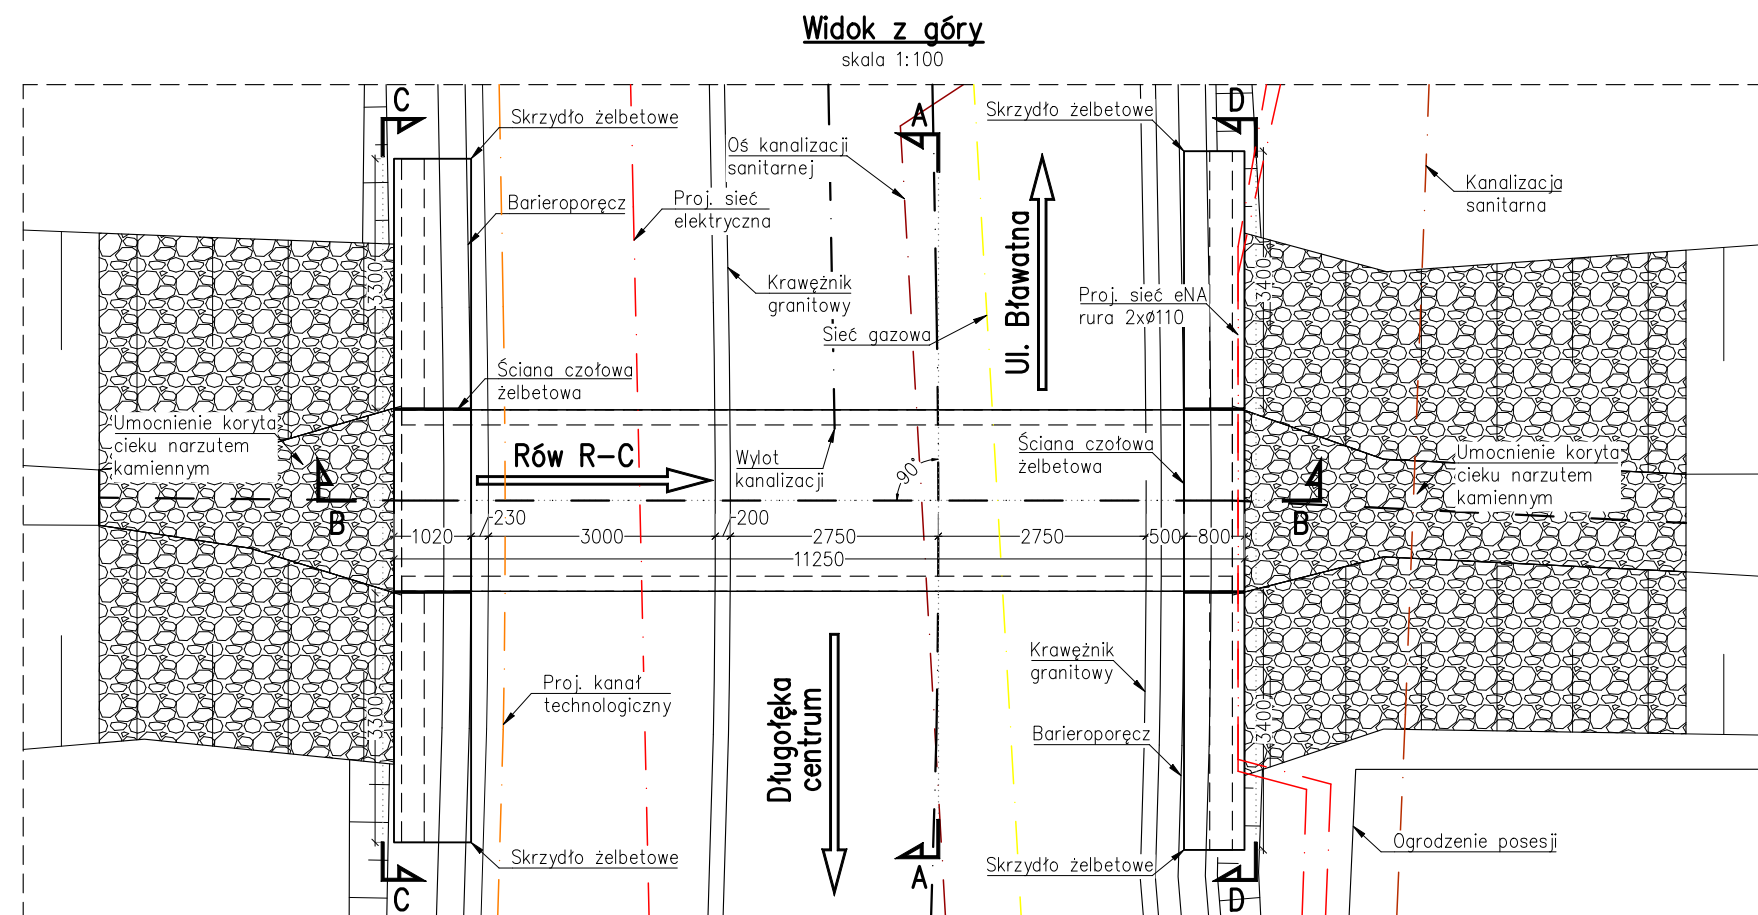 Widok z góry
skala 1:100
C
Skrzydło żelbetowe
A
Skrzydło żelbetowe
D
Oś kanalizacji
sanitarnej
Kanalizacja
sanitarna
Barieroporęcz
Proj. sieć
elektryczna
Ul. Bławatna
3300
Krawężnik
granitowy
Sieć gazowa
Proj. sieć eNA
rura 2xø110
3400
Ściana czołowa
żelbetowa
Umocnienie koryta
cieku narzutem
kamiennym
Rów R-C
Wylot
kanalizacji
90°
Ściana czołowa
żelbetowa
Umocnienie koryta
cieku narzutem
kamiennym
B
B
230
200
1020
3000
2750
2750
500
800
11250
3300
Proj. kanał
technologiczny
Długołęka
centrum
Krawężnik
granitowy
Barieroporęcz
3400
Ogrodzenie posesji
Skrzydło żelbetowe
Skrzydło żelbetowe
C
A
D